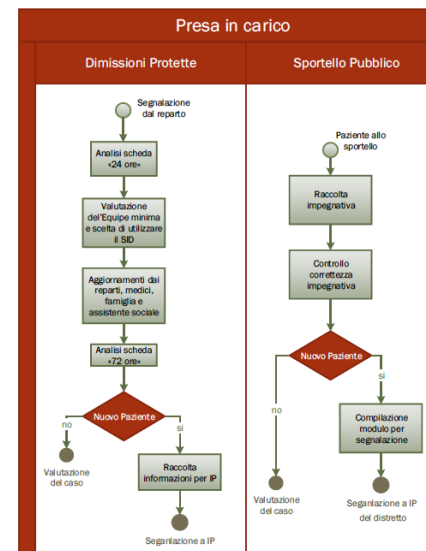 Presa in carico
Dimissioni Protette
Sportello Pubblico
Segnalazione
dal reparto
Analisi scheda
«24 ore»
Valutazione
del'Equipe minima
e scelta di utilizzare
il SID
Aggiornamenti dai
reparti, medici,
famiglia e
assistente sociale
Analisi scheda
«72 ore»
Nuovo Paziente
no
si
Valutazione
del caso
Raccolta
informazioni per IP
Seganlazione a IP
Paziente allo
sportello
Raccolta
impegnativa
Controllo
correttezza
impegnativa
Nuovo Paziente
no
si
Compilazione
modulo per
segnalazione
Valutazione
del caso
Seganlazione a IP
del distretto